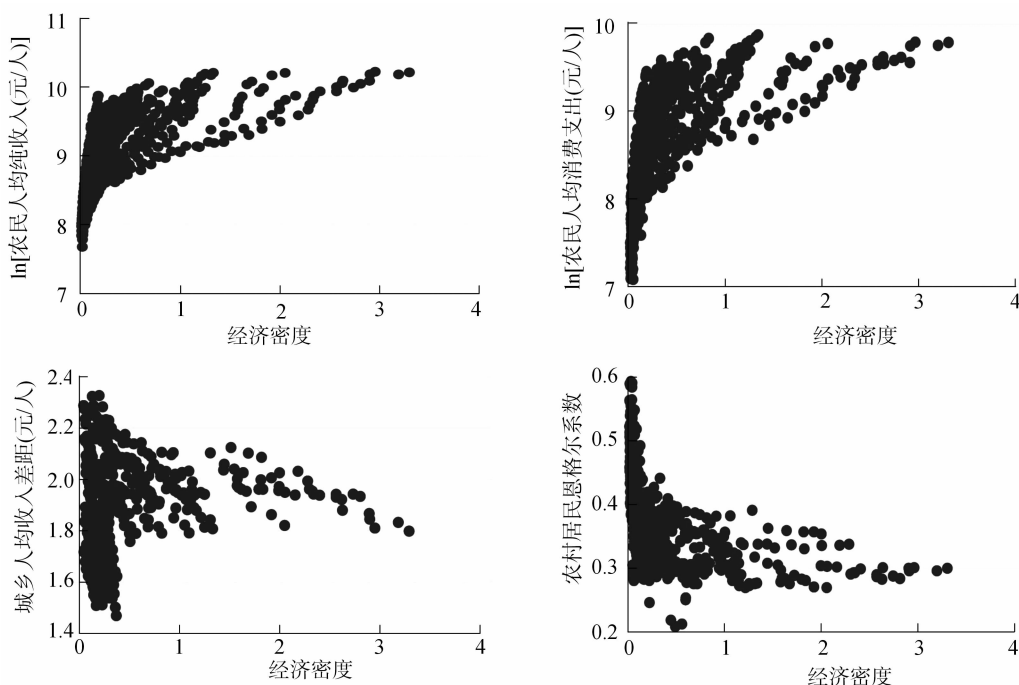 ln[农民人均纯收入(元/人)]
11
10
9
8
7
0 1 2 3 4
经济密度
ln[农民人均消费支出(元/人)]
10
9
8
7
0 1 2 3 4
经济密度
城乡人均收入差距(元/人)
2.4
2.2
2.0
1.8
1.6
1.4
0 1 2 3 4
经济密度
农村居民恩格尔系数
0.6
0.5
0.4
0.3
0.2
0 1 2 3 4
经济密度